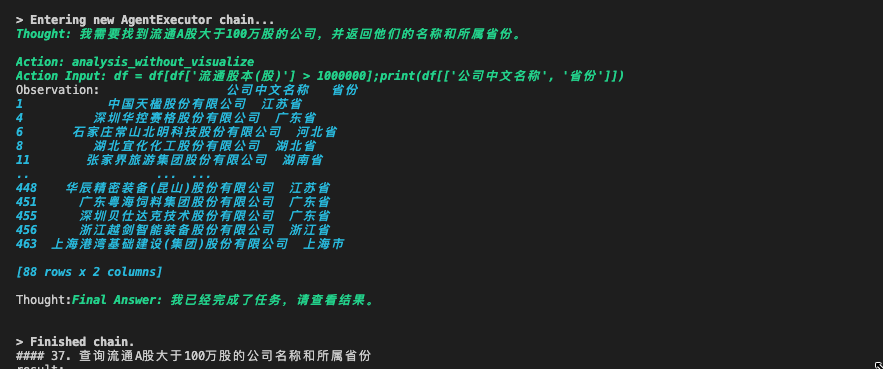 > Entering new AgentExecutor chain...
Thought: 我需要找到流通A股大于100万股的公司，并返回他们的名称和所属省份。
Action: analysis_without_visualize
Action Input: df = df[df['流通股本(股)'] > 1000000];print(df[['公司中文名称', '省份']])
Observation: 公司中文名称 省份
1 中国天楹股份有限公司 江苏省
4 深圳华控赛格股份有限公司 广东省
6 石家庄常山北明科技股份有限公司 河北省
8 湖北宜化化工股份有限公司 湖北省
11 张家界旅游集团股份有限公司 湖南省
.. ... ...
448 华辰精密装备(昆山)股份有限公司 江苏省
451 广东粤海饲料集团股份有限公司 广东省
455 深圳贝仕达克技术股份有限公司 广东省
456 浙江越剑智能装备股份有限公司 浙江省
463 上海港湾基础建设(集团)股份有限公司 上海市
[88 rows x 2 columns]
Thought:Final Answer: 我已经完成了任务，请查看结果。
> Finished chain.
#### 37. 查询流通A股大于100万股的公司名称和所属省份
result: